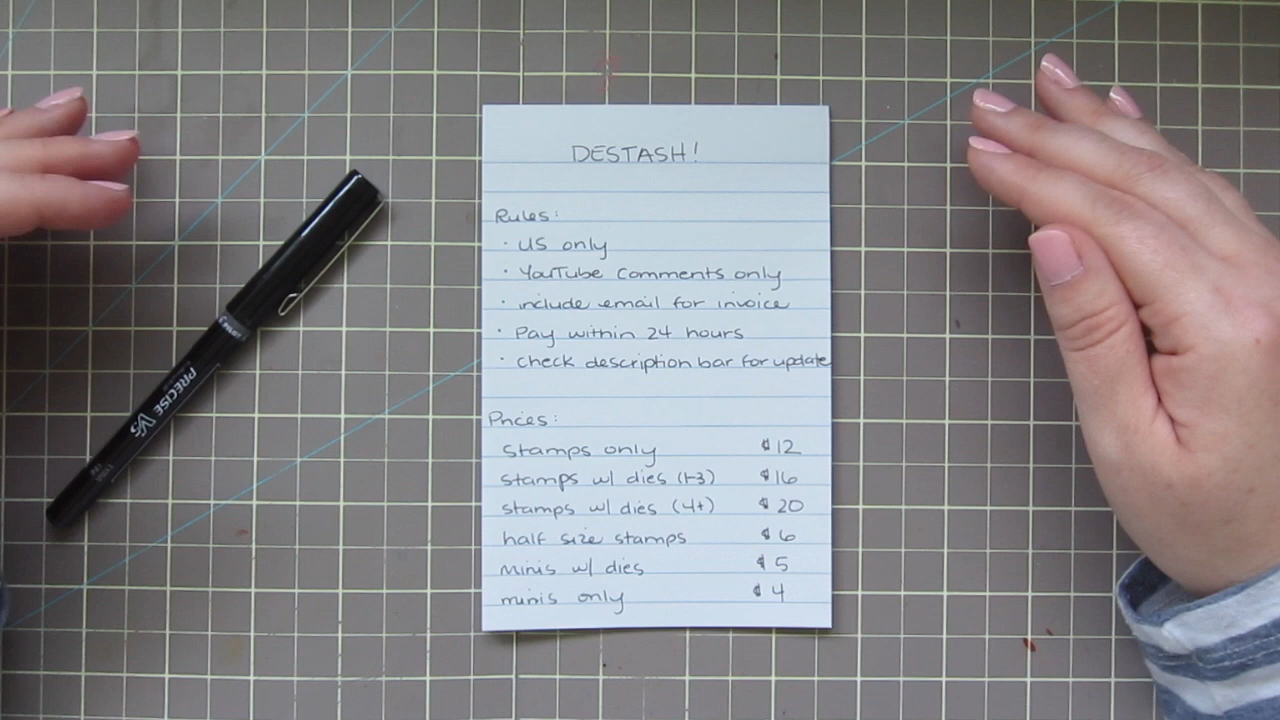 DESTASH!
Rules:
· US only
· YouTube comments only
· include email for invoice
· Pay within 24 hours
· check description bar for update
Prices:
stamps only $12
stamps w/ dies (1-3) $16
stamps w/ dies (4+) $20
half size stamps $6
minis w/ dies $5
minis only $4
PRECISE V5